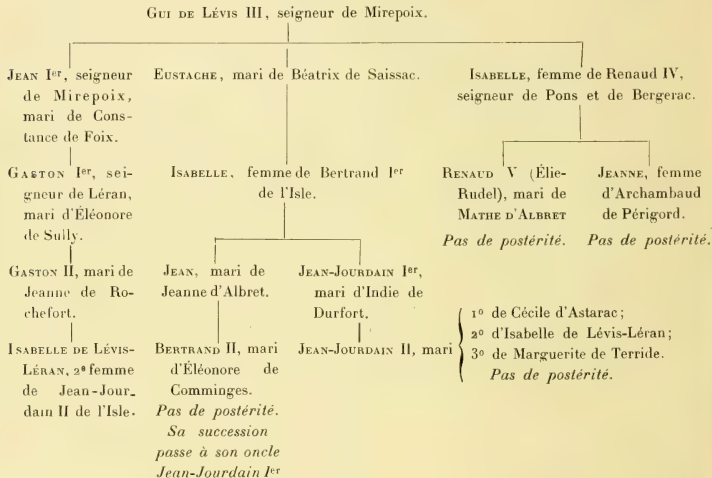 Gui de Lévis III, seigneur de Mirepoix.
Jean Ier, seigneur
de Mirepoix,
mari de Cons-
tance de Foix.
Eustache, mari de Béatrix de Saissac.
Isabelle, femme de Renaud IV,
seigneur de Pons et de Bergerac.
Gaston Ier, sei-
gneur de Léran,
mari d'Éléonore
de Sully.
Isabelle, femme de Bertrand Ier
de l'Isle.
Renaud V (Élie-
Rudel), mari de
Mathe d'Albret
Pas de postérité.
Jeanne, femme
d'Archambaud
de Périgord.
Pas de postérité.
Gaston II, mari de
Jeanne de Ro-
chefort.
Jean, mari de
Jeanne d'Albret.
Jean-Jourdain Ier,
mari d'Indie de
Durfort.
Isabelle de Lévis-
Léran, 2e femme
de Jean-Jour-
dain II de l'Isle.
Bertrand II, mari
d'Éléonore de
Comminges.
Pas de postérité.
Sa succession
passe à son oncle
Jean-Jourdain Ier
Jean-Jourdain II, mari
1o de Cécile d'Astarac;
2o d'Isabelle de Lévis-Léran;
3o de Marguerite de Terride.
Pas de postérité.